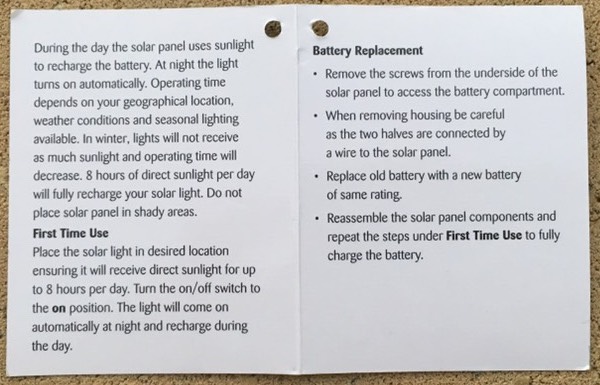 During the day the solar panel uses sunlight
to recharge the battery. At night the light
turns on automatically. Operating time
depends on your geographical location,
weather conditions and seasonal lighting
available. In winter, lights will not receive
as much sunlight and operating time will
decrease. 8 hours of direct sunlight per day
will fully recharge your solar light. Do not
place solar panel in shady areas.
First Time Use
Place the solar light in desired location
ensuring it will receive direct sunlight for up
to 8 hours per day. Turn the on/off switch to
the on position. The light will come on
automatically at night and recharge during
the day.
Battery Replacement
• Remove the screws from the underside of the
solar panel to access the battery compartment.
• When removing housing be careful
as the two halves are connected by
a wire to the solar panel.
• Replace old battery with a new battery
of same rating.
• Reassemble the solar panel components and
repeat the steps under First Time Use to fully
charge the battery.